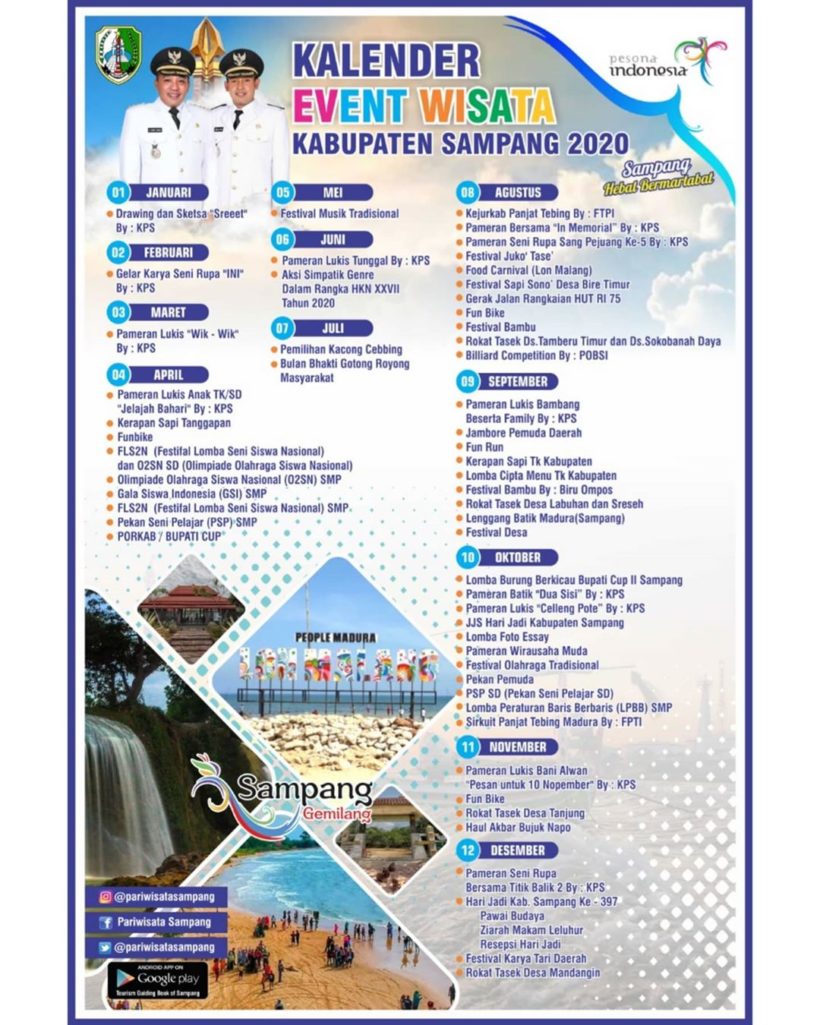 KALENDER
EVENT WISATA
KABUPATEN SAMPANG 2020
pesona
indonesia
Sampang
Hebat Bermartabat
01 JANUARI
Drawing dan Sketsa "Sreeet"
By : KPS
02 FEBRUARI
Gelar Karya Seni Rupa "INI"
By : KPS
03 MARET
Pameran Lukis "Wik - Wik"
By : KPS
04 APRIL
Pameran Lukis Anak TK/SD
"Jelajah Bahari" By : KPS
Kerapan Sapi Tanggapan
Funbike
FLS2N (Festifal Lomba Seni Siswa Nasional)
dan O2SN SD (Olimpiade Olahraga Siswa Nasional)
Olimpiade Olahraga Siswa Nasional (O2SN) SMP
Gala Siswa Indonesia (GSI) SMP
FLS2N (Festifal Lomba Seni Siswa Nasional) SMP
Pekan Seni Pelajar (PSP) SMP
PORKAB / BUPATI CUP
05 MEI
Festival Musik Tradisional
06 JUNI
Pameran Lukis Tunggal By : KPS
Aksi Simpatik Genre
Dalam Rangka HKN XXVII
Tahun 2020
07 JULI
Pemilihan Kacong Cebbing
Bulan Bhakti Gotong Royong
Masyarakat
08 AGUSTUS
Kejurkab Panjat Tebing By : FTPI
Pameran Bersama "In Memorial" By : KPS
Pameran Seni Rupa Sang Pejuang Ke-5 By : KPS
Festival Juko' Tase'
Food Carnival (Lon Malang)
Festival Sapi Sono' Desa Bire Timur
Gerak Jalan Rangkaian HUT RI 75
Fun Bike
Festival Bambu
Rokat Tasek Ds.Tamberu Timur dan Ds.Sokobanah Daya
Billiard Competition By : POBSI
09 SEPTEMBER
Pameran Lukis Bambang
Beserta Family By : KPS
Jambore Pemuda Daerah
Fun Run
Kerapan Sapi Tk Kabupaten
Lomba Cipta Menu Tk Kabupaten
Festival Bambu By : Biru Ompos
Rokat Tasek Desa Labuhan dan Sreseh
Lenggang Batik Madura(Sampang)
Festival Desa
10 OKTOBER
Lomba Burung Berkicau Bupati Cup II Sampang
Pameran Batik "Dua Sisi" By : KPS
Pameran Lukis "Celleng Pote" By : KPS
JJS Hari Jadi Kabupaten Sampang
Lomba Foto Essay
Pameran Wirausaha Muda
Festival Olahraga Tradisional
Pekan Pemuda
PSP SD (Pekan Seni Pelajar SD)
Lomba Peraturan Baris Berbaris (LPBB) SMP
Sirkuit Panjat Tebing Madura By : FPTI
11 NOVEMBER
Pameran Lukis Bani Alwan
"Pesan untuk 10 Nopember" By : KPS
Fun Bike
Rokat Tasek Desa Tanjung
Haul Akbar Bujuk Napo
12 DESEMBER
Pameran Seni Rupa
Bersama Titik Balik 2 By : KPS
Hari Jadi Kab. Sampang Ke - 397
Pawai Budaya
Ziarah Makam Leluhur
Resepsi Hari Jadi
Festival Karya Tari Daerah
Rokat Tasek Desa Mandangin
PEOPLE MADURA
LON MALANG
Sampang
Gemilang
@pariwisatasampang
Pariwisata Sampang
@pariwisatasampang
ANDROID APP ON
Google play
Tourism Guiding Book of Sampang